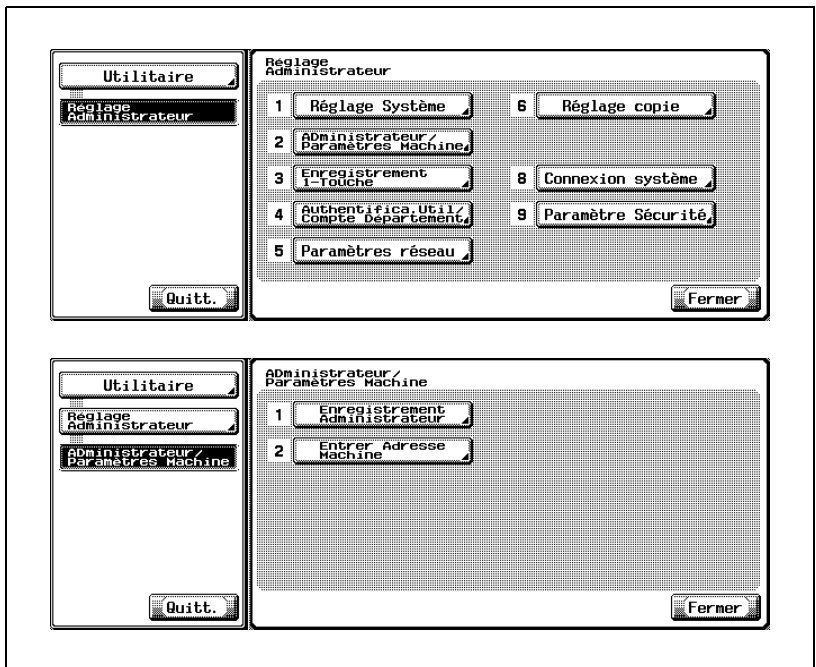 Utilitaire
Réglage
Administrateur
Quitt.
Réglage
Administrateur
1 Réglage Système
2 ADministrateur/
Paramètres Machine
3 Enregistrement
1-Touche
4 Authentifica.Util/
Compte Département
5 Paramètres réseau
6 Réglage copie
8 Connexion système
9 Paramètre Sécurité
Fermer
Utilitaire
Réglage
Administrateur
ADministrateur/
Paramètres Machine
Quitt.
ADministrateur/
Paramètres Machine
1 Enregistrement
Administrateur
2 Entrer Adresse
Machine
Fermer